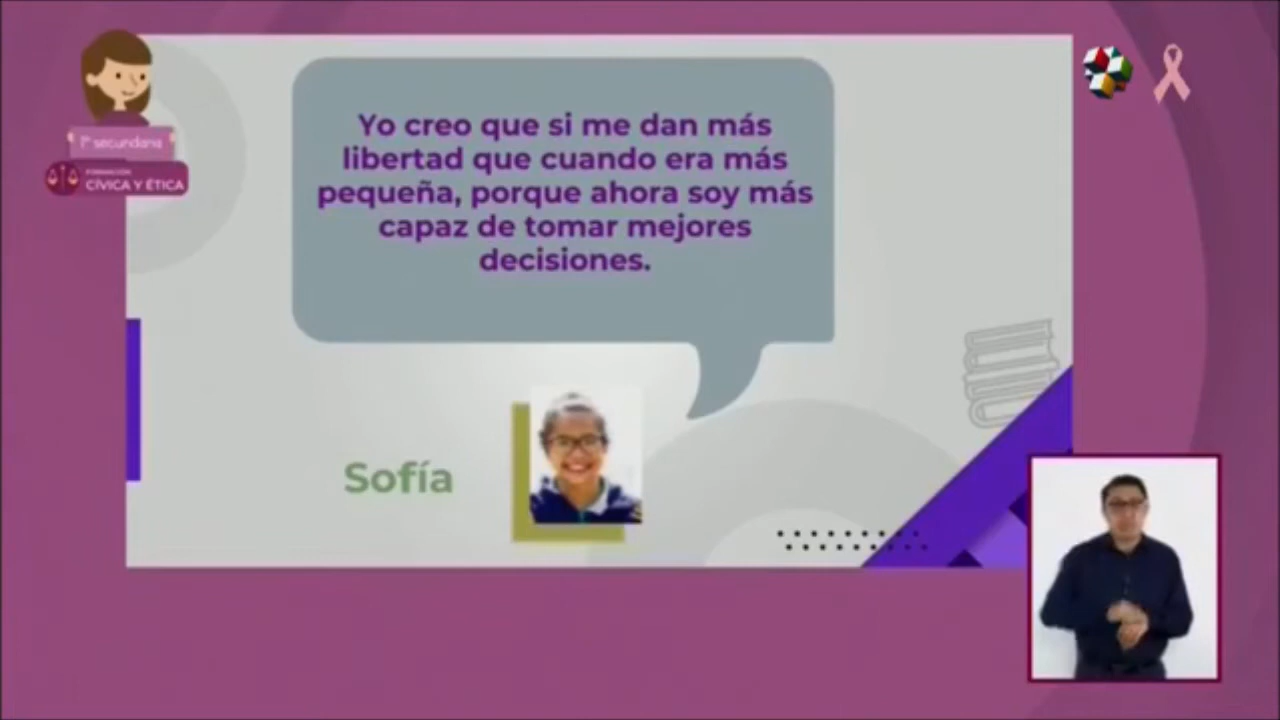 1° secundaria
FORMACIÓN
CÍVICA Y ÉTICA
Yo creo que si me dan más
libertad que cuando era más
pequeña, porque ahora soy más
capaz de tomar mejores
decisiones.
Sofía